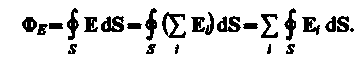 Φ_E = ∮_S E dS = ∮_S (∑_i E_i) dS = ∑_i ∮_S E_i dS.